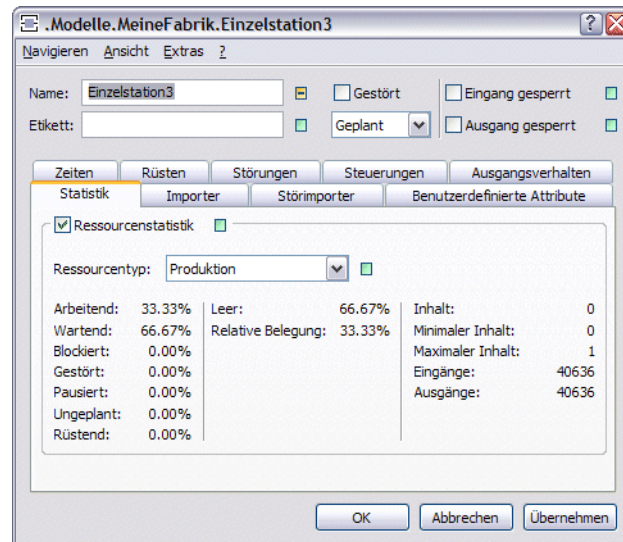 .Modelle.MeineFabrik.Einzelstation3 ?
Navigieren Ansicht Extras ?
Name: Einzelstation3 Gestört Eingang gesperrt
Etikett: Geplant Ausgang gesperrt
Zeiten Rüsten Störungen Steuerungen Ausgangsverhalten
Statistik Importer Störimporter Benutzerdefinierte Attribute
Ressourcenstatistik
Ressourcentyp: Produktion
Arbeitend: 33.33% Leer: 66.67% Inhalt: 0
Wartend: 66.67% Relative Belegung: 33.33% Minimaler Inhalt: 0
Blockiert: 0.00% Maximaler Inhalt: 1
Gestört: 0.00% Eingänge: 40636
Pausiert: 0.00% Ausgänge: 40636
Ungeplant: 0.00%
Rüstend: 0.00%
OK Abbrechen Übernehmen